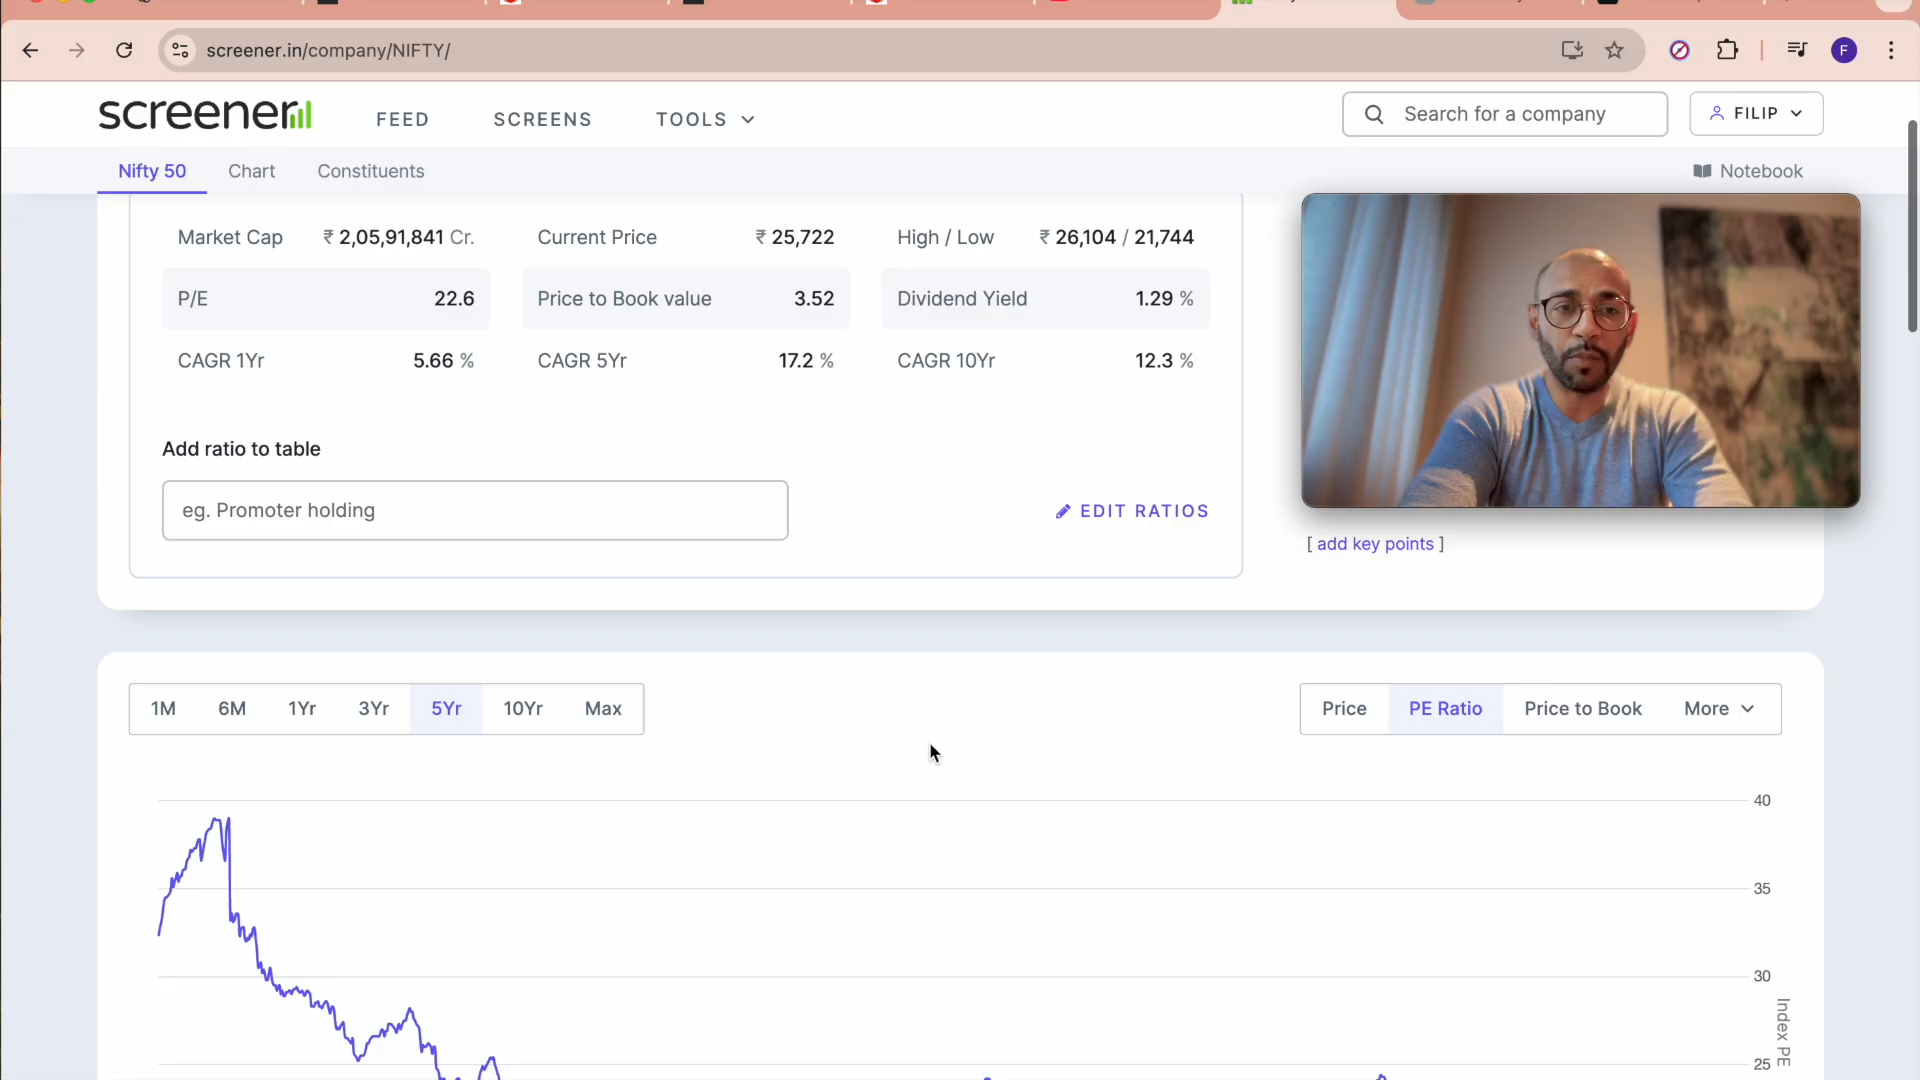 screener.in/company/NIFTY/
F
screener
FEED
SCREENS
TOOLS
Search for a company
FILIP
Nifty 50
Chart
Constituents
Notebook
Market Cap ₹ 2,05,91,841 Cr.
Current Price ₹ 25,722
High / Low ₹ 26,104 / 21,744
P/E 22.6
Price to Book value 3.52
Dividend Yield 1.29 %
CAGR 1Yr 5.66 %
CAGR 5Yr 17.2 %
CAGR 10Yr 12.3 %
Add ratio to table
eg. Promoter holding
EDIT RATIOS
[ add key points ]
1M 6M 1Yr 3Yr 5Yr 10Yr Max
Price PE Ratio Price to Book More
40
35
30
Index PE
25